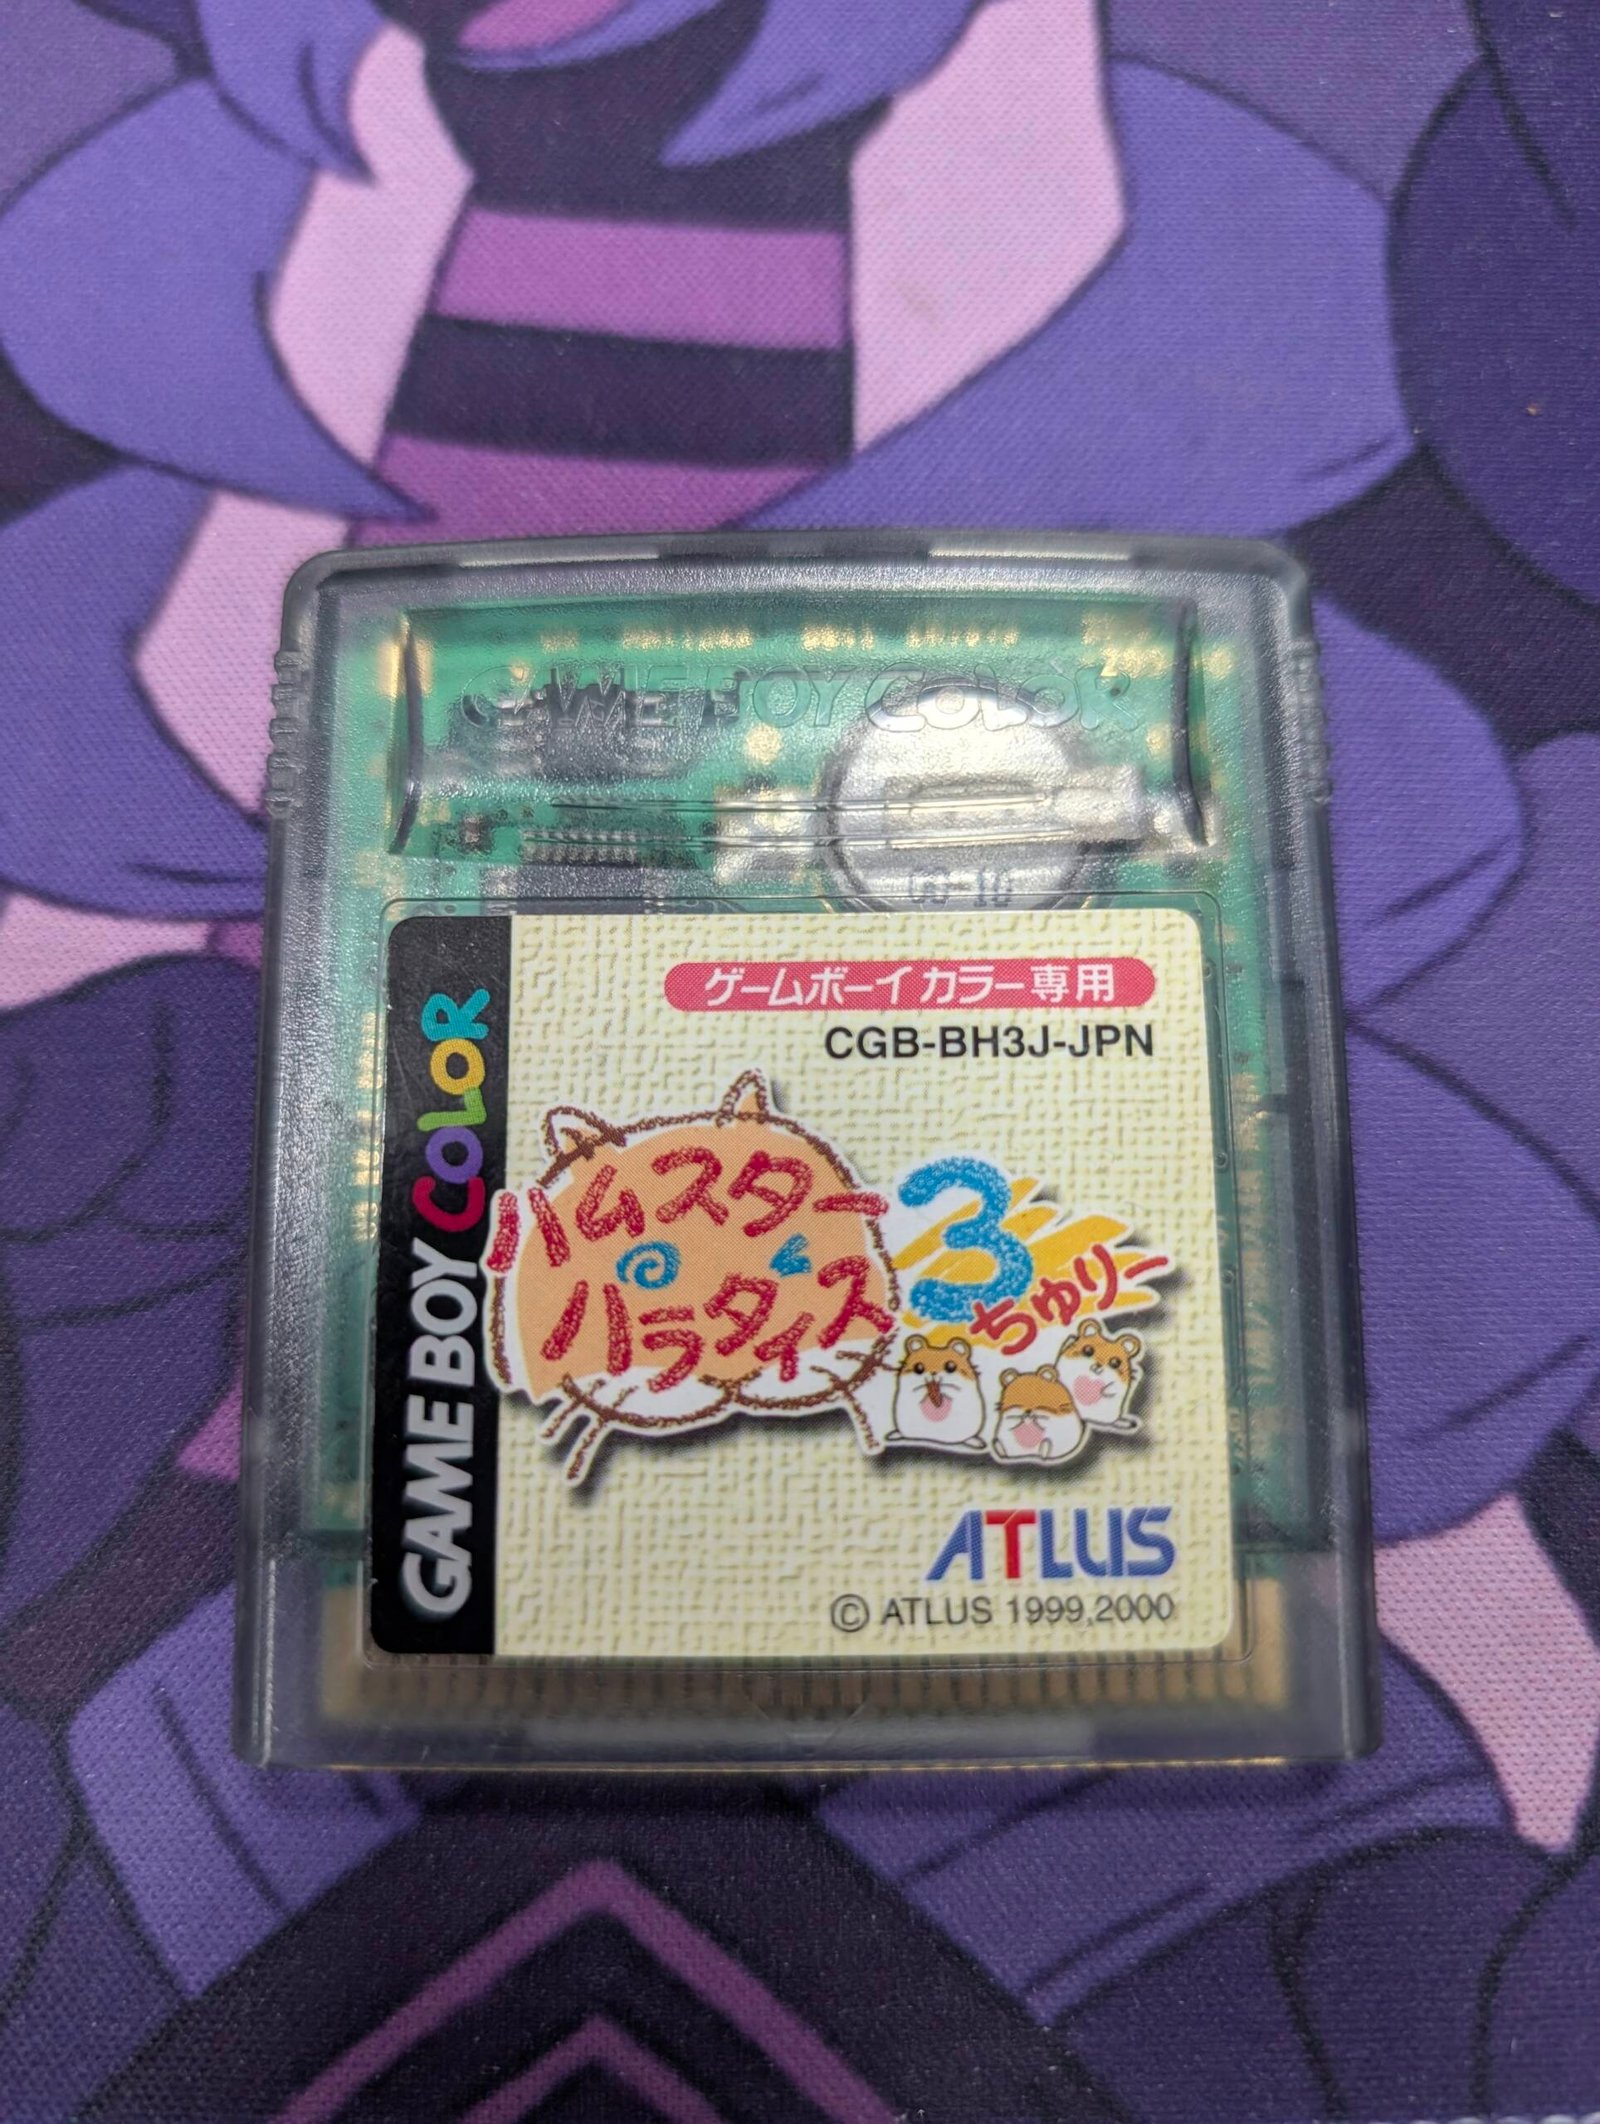 GAME BOY COLOR
GAME BOY COLOR
ゲームボーイカラー専用
CGB-BH3J-JPN
ハムスター
パラダイス
3
ちゅりー
ATLUS
© ATLUS 1999,2000